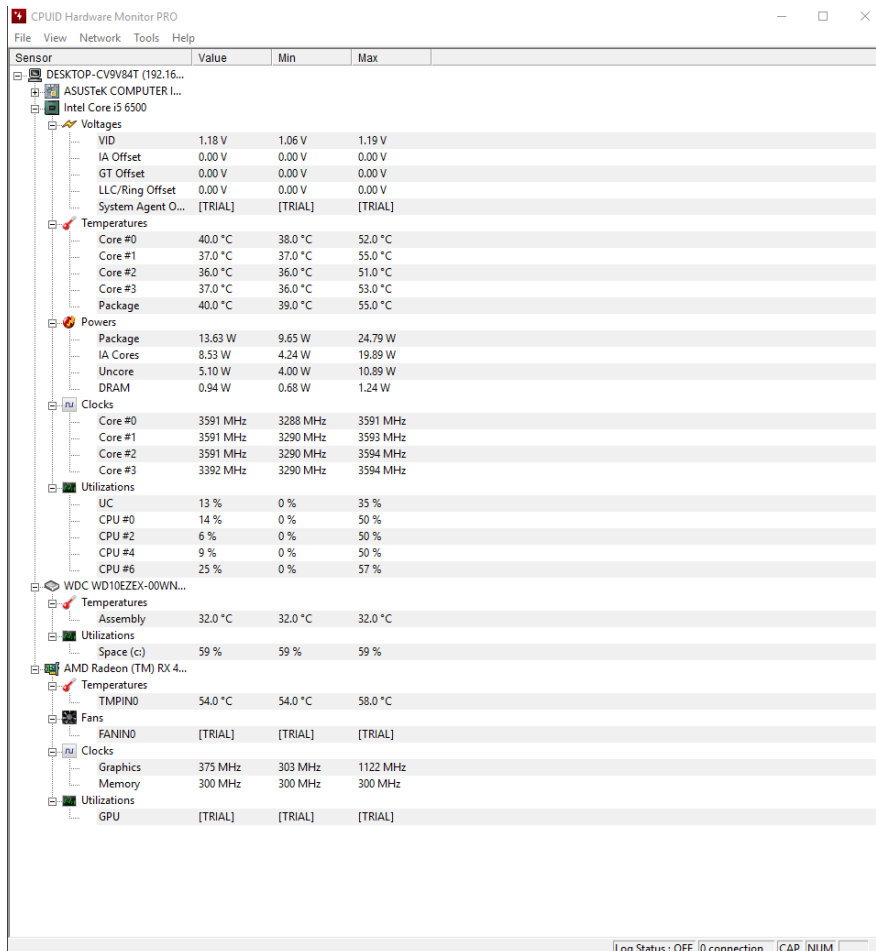 CPUID Hardware Monitor PRO
File View Network Tools Help
Sensor Value Min Max
DESKTOP-CV9V84T (192.16...
ASUSTeK COMPUTER I...
Intel Core i5 6500
Voltages
VID 1.18 V 1.06 V 1.19 V
IA Offset 0.00 V 0.00 V 0.00 V
GT Offset 0.00 V 0.00 V 0.00 V
LLC/Ring Offset 0.00 V 0.00 V 0.00 V
System Agent O... [TRIAL] [TRIAL] [TRIAL]
Temperatures
Core #0 40.0 °C 38.0 °C 52.0 °C
Core #1 37.0 °C 37.0 °C 55.0 °C
Core #2 36.0 °C 36.0 °C 51.0 °C
Core #3 37.0 °C 36.0 °C 53.0 °C
Package 40.0 °C 39.0 °C 55.0 °C
Powers
Package 13.63 W 9.65 W 24.79 W
IA Cores 8.53 W 4.24 W 19.89 W
Uncore 5.10 W 4.00 W 10.89 W
DRAM 0.94 W 0.68 W 1.24 W
Clocks
Core #0 3591 MHz 3288 MHz 3591 MHz
Core #1 3591 MHz 3290 MHz 3593 MHz
Core #2 3591 MHz 3290 MHz 3594 MHz
Core #3 3392 MHz 3290 MHz 3594 MHz
Utilizations
UC 13 % 0 % 35 %
CPU #0 14 % 0 % 50 %
CPU #2 6 % 0 % 50 %
CPU #4 9 % 0 % 50 %
CPU #6 25 % 0 % 57 %
WDC WD10EZEX-00WN...
Temperatures
Assembly 32.0 °C 32.0 °C 32.0 °C
Utilizations
Space (c:) 59 % 59 % 59 %
AMD Radeon (TM) RX 4...
Temperatures
TMPIN0 54.0 °C 54.0 °C 58.0 °C
Fans
FANIN0 [TRIAL] [TRIAL] [TRIAL]
Clocks
Graphics 375 MHz 303 MHz 1122 MHz
Memory 300 MHz 300 MHz 300 MHz
Utilizations
GPU [TRIAL] [TRIAL] [TRIAL]
Log Status : OFF 0 connection CAP NUM